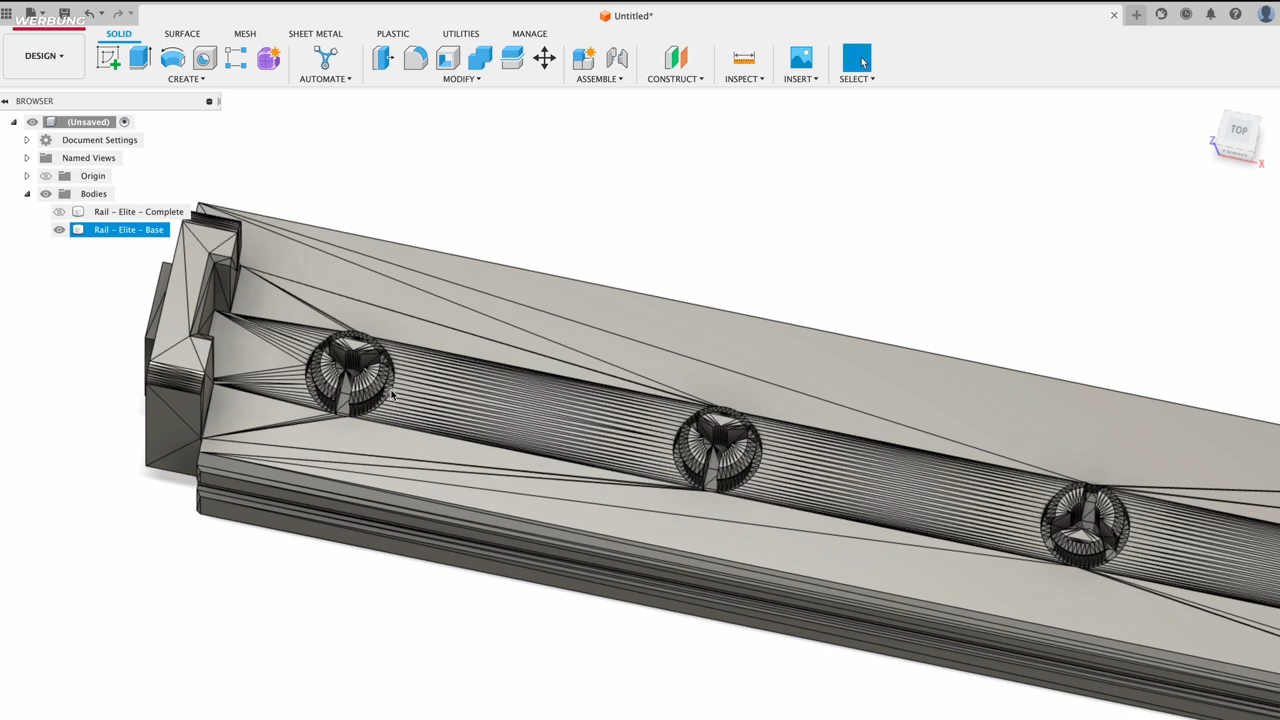 WERBUNG
Untitled*
DESIGN
SOLID SURFACE MESH SHEET METAL PLASTIC UTILITIES MANAGE
CREATE AUTOMATE MODIFY ASSEMBLE CONSTRUCT INSPECT INSERT SELECT
BROWSER
(Unsaved)
Document Settings
Named Views
Origin
Bodies
Rail - Elite - Complete
Rail - Elite - Base
TOP
Z
X